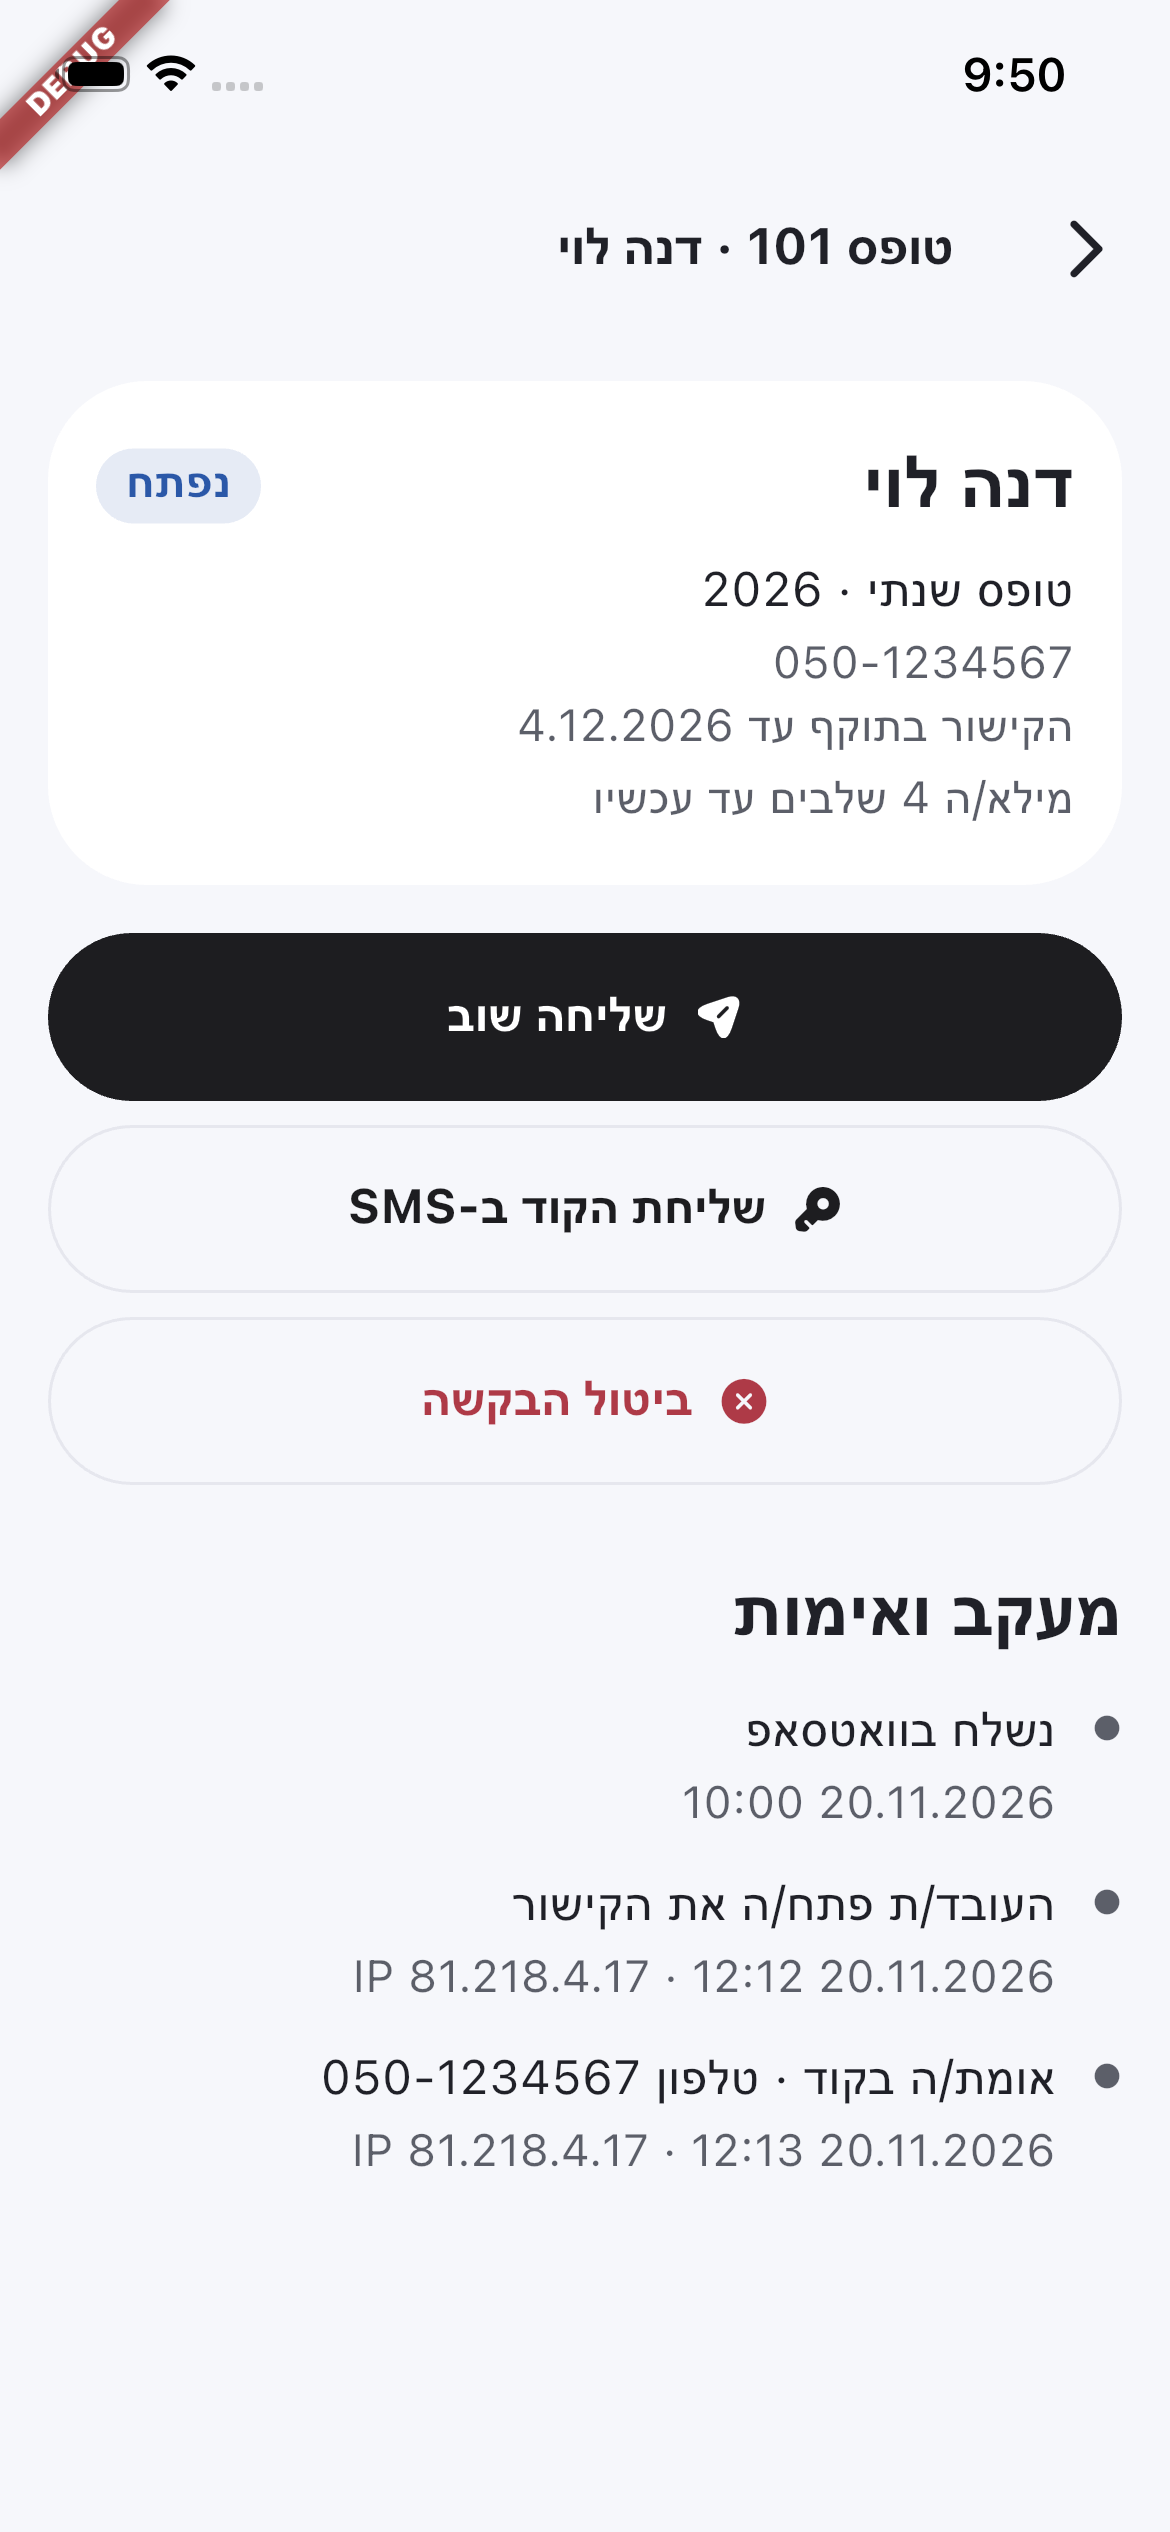 DEBUG
9:50
טופס 101 · דנה לוי
דנה לוי
נפתח
טופס שנתי · 2026
050-1234567
הקישור בתוקף עד 4.12.2026
מילא/ה 4 שלבים עד עכשיו
שליחה שוב
שליחת הקוד ב-SMS
ביטול הבקשה
מעקב ואימות
נשלח בוואטסאפ
10:00 20.11.2026
העובד/ת פתח/ה את הקישור
IP 81.218.4.17 · 12:12 20.11.2026
אומת/ה בקוד · טלפון 050-1234567
IP 81.218.4.17 · 12:13 20.11.2026